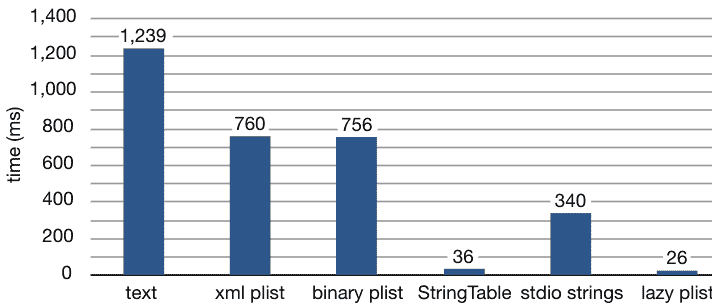 1,400
1,200
1,000
800
600
400
200
0
time (ms)
1,239
760
756
36
340
26
text
xml plist
binary plist
StringTable
stdio strings
lazy plist